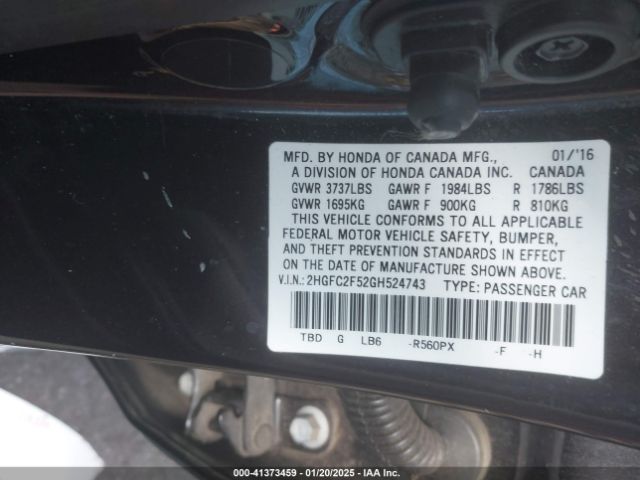 MFD. BY HONDA OF CANADA MFG., 01/'16
A DIVISION OF HONDA CANADA INC. CANADA
GVWR 3737LBS GAWR F 1984LBS R 1786LBS
GVWR 1695KG GAWR F 900KG R 810KG
THIS VEHICLE CONFORMS TO ALL APPLICABLE
FEDERAL MOTOR VEHICLE SAFETY, BUMPER,
AND THEFT PREVENTION STANDARDS IN EFFECT
ON THE DATE OF MANUFACTURE SHOWN ABOVE.
V.I.N.: 2HGFC2F52GH524743 TYPE: PASSENGER CAR
TBD G LB6 -R560PX -F -H
000-41373459 — 01/20/2025 — IAA Inc.